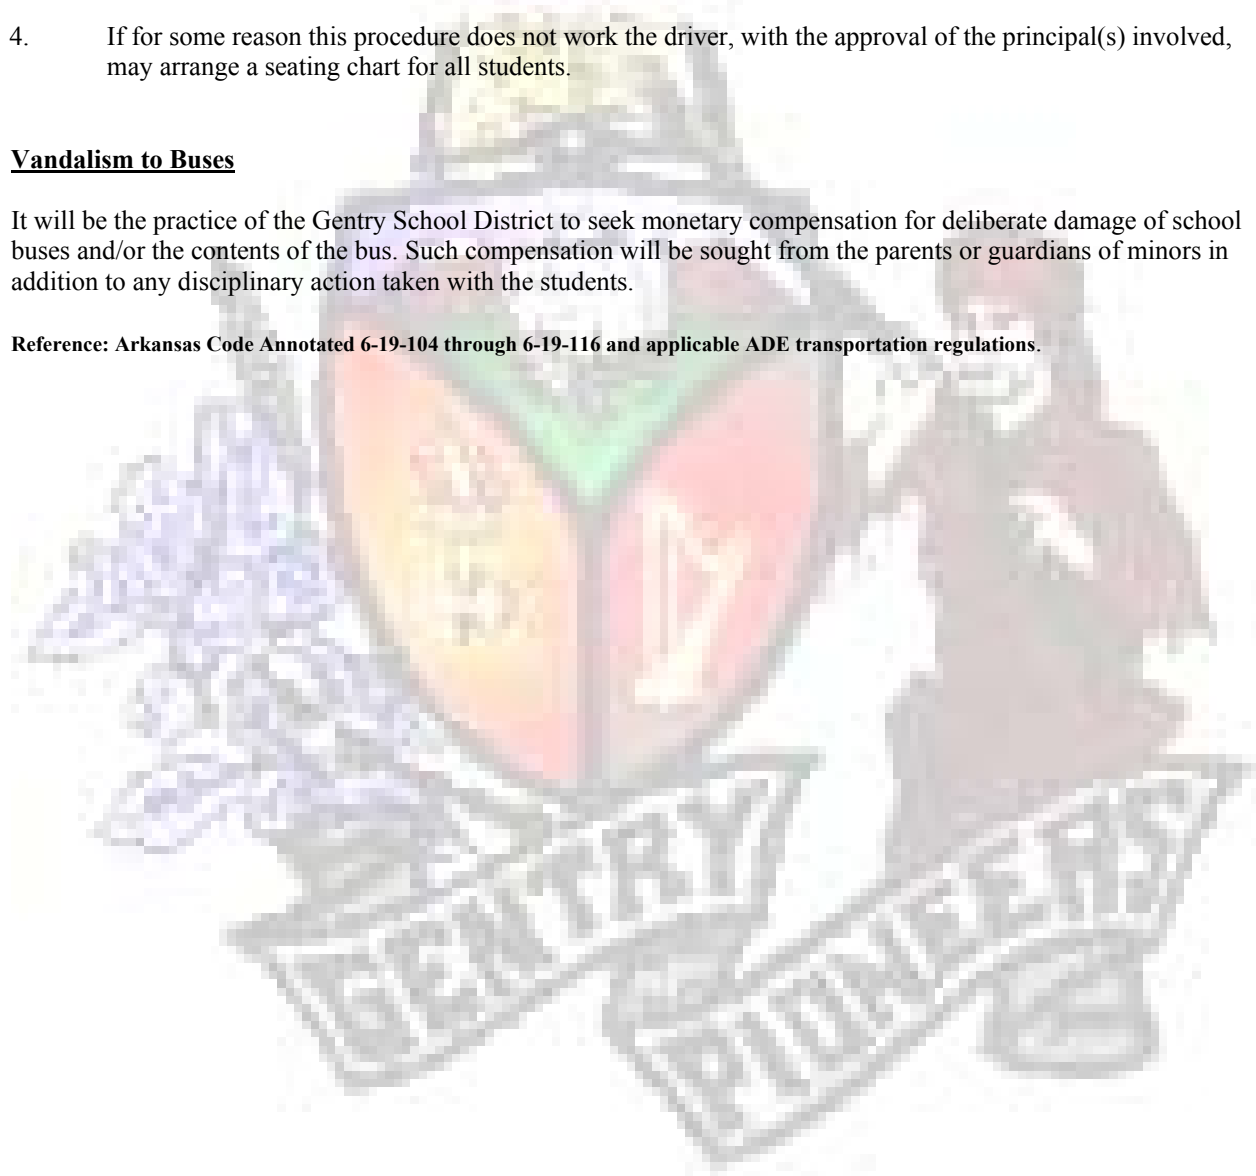 4. If for some reason this procedure does not work the driver, with the approval of the principal(s) involved,
may arrange a seating chart for all students.
Vandalism to Buses
It will be the practice of the Gentry School District to seek monetary compensation for deliberate damage of school
buses and/or the contents of the bus. Such compensation will be sought from the parents or guardians of minors in
addition to any disciplinary action taken with the students.
Reference: Arkansas Code Annotated 6-19-104 through 6-19-116 and applicable ADE transportation regulations.
GENTRY
PIONEERS